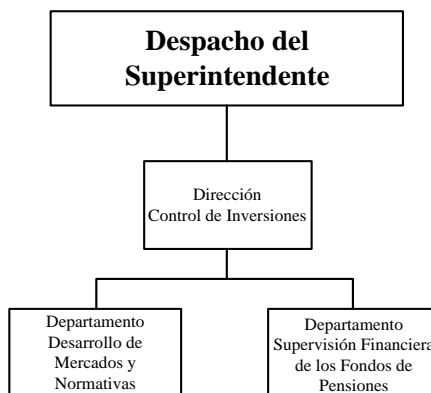 Despacho del
Superintendente
Dirección
Control de Inversiones
Departamento
Desarrollo de
Mercados y
Normativas
Departamento
Supervisión Financiera
de los Fondos de
Pensiones